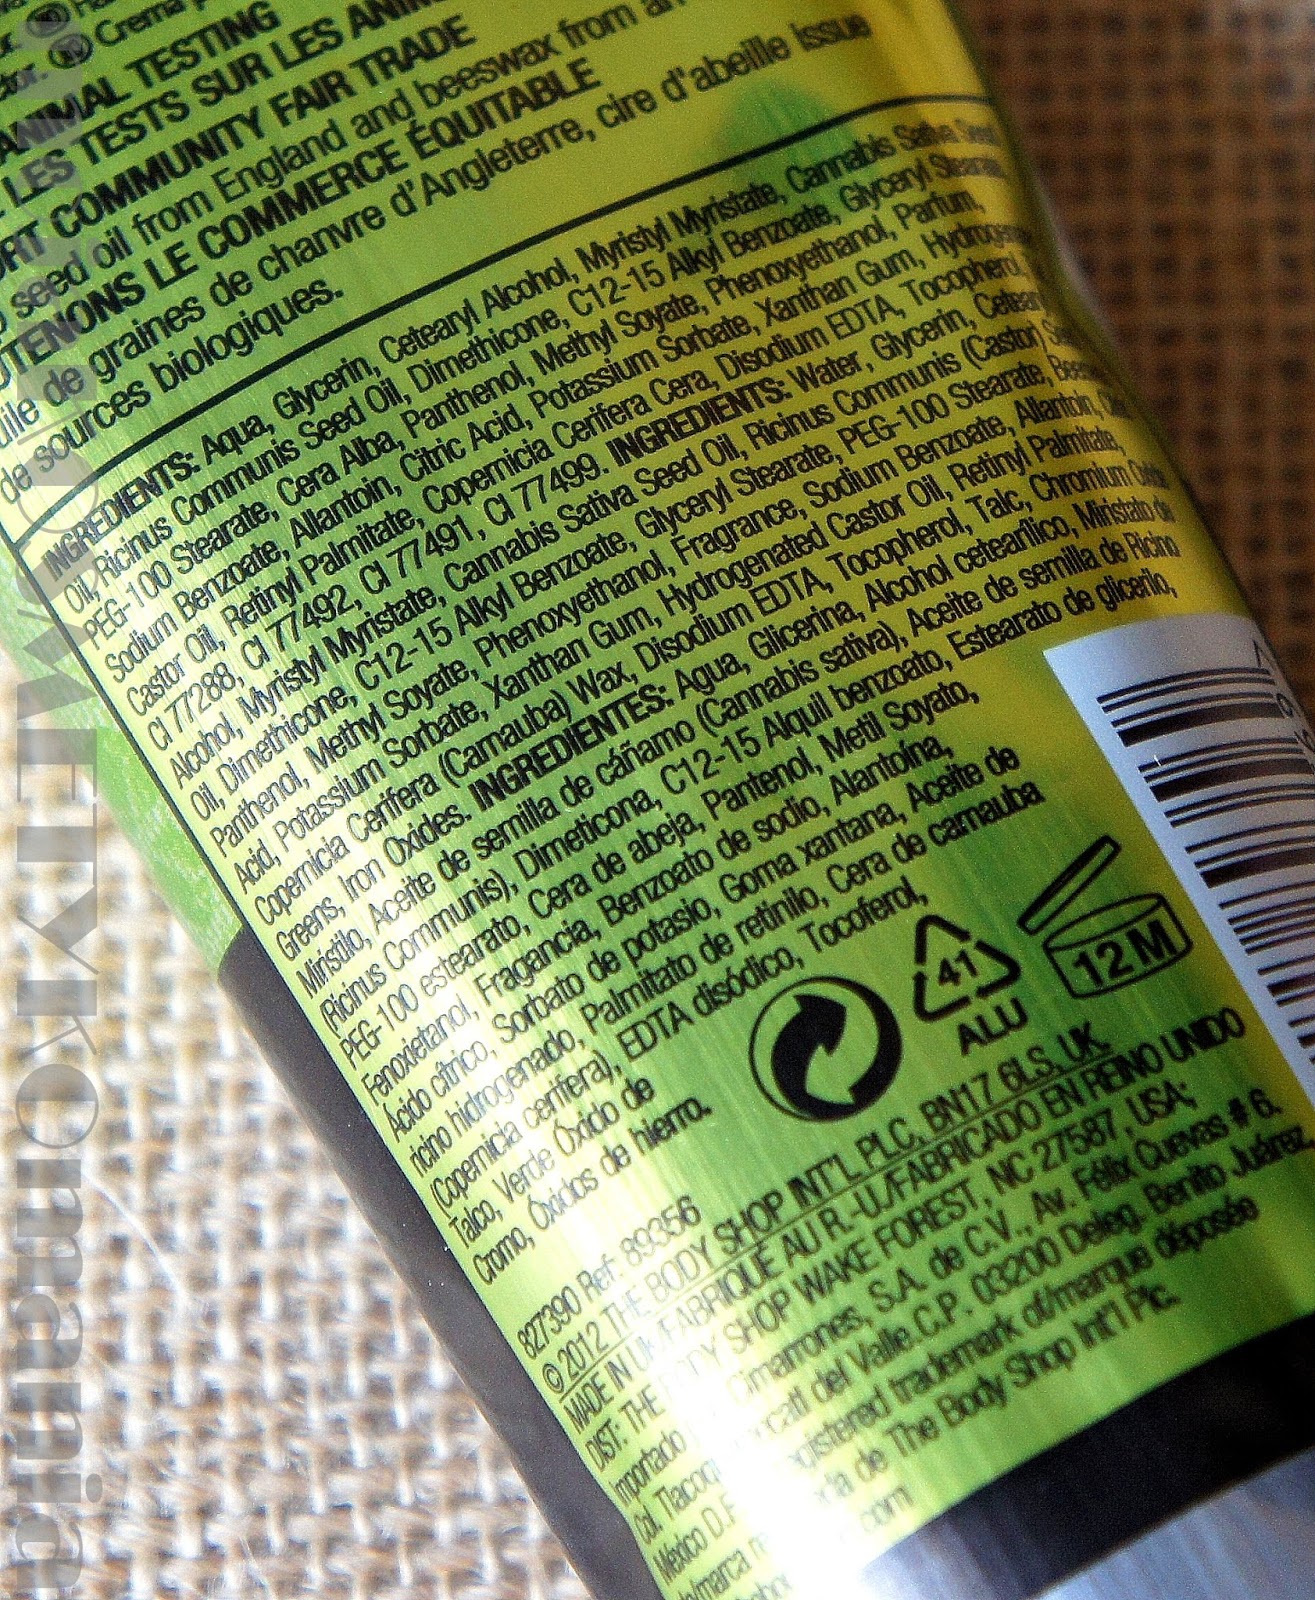 Crema
ANIMAL TESTING
LES TESTS SUR LES
COMMUNITY FAIR TRADE
seed oil from England and beeswax from
LE COMMERCE ÉQUITABLE
de graines de chanvre d'Angleterre, cire d'abeille issue
de sources biologiques.
INGREDIENTS: Aqua, Glycerin, Cetearyl Alcohol, Myristyl Myristate, Cannabis Sativa Seed
Oil, Ricinus Communis Seed Oil, Dimethicone, C12-15 Alkyl Benzoate, Glyceryl Stearate,
PEG-100 Stearate, Cera Alba, Panthenol, Methyl Soyate, Phenoxyethanol, Parfum,
Sodium Benzoate, Allantoin, Citric Acid, Potassium Sorbate, Xanthan Gum,
Castor Oil, Retinyl Palmitate, Copernicia Cerifera Cera, Disodium EDTA, Tocopherol,
CI 77288, CI 77492, CI 77491, CI 77499. INGREDIENTS: Water, Glycerin,
Alcohol, Myristyl Myristate, Cannabis Sativa Seed Oil, Ricinus Communis (Castor)
Oil, Dimethicone, C12-15 Alkyl Benzoate, Glyceryl Stearate, PEG-100 Stearate,
Panthenol, Methyl Soyate, Phenoxyethanol, Fragrance, Sodium Benzoate, Allantoin,
Acid, Potassium Sorbate, Xanthan Gum, Hydrogenated Castor Oil, Retinyl Palmitate,
Copernicia Cerifera (Carnauba) Wax, Disodium EDTA, Tocopherol, Talc, Chromium Oxide
Greens, Iron Oxides. INGREDIENTES: Agua, Glicerina, Alcohol cetearílico, Miristato de
Miristilo, Aceite de semilla de cáñamo (Cannabis sativa), Aceite de semilla de Ricino
(Ricinus Communis), Dimeticona, C12-15 Alquil benzoato, Estearato de glicerilo,
PEG-100 estearato, Cera de abeja, Pantenol, Metil Soyato,
Fenoxietanol, Fragancia, Benzoato de sodio, Alantoína,
Ácido cítrico, Sorbato de potasio, Goma xantana, Aceite de
ricino hidrogenado, Palmitato de retinilo, Cera de carnauba
(Copernicia cerifera), EDTA disódico, Tocoferol,
Talco, Verde Óxido de
Cromo, Óxidos de hierro.
41
ALU
12 M
827390 Ref: 89356
© 2012 THE BODY SHOP INT'L PLC, BN17 6LS, UK.
MADE IN UK/FABRIQUÉ AU R.-U./FABRICADO EN REINO UNIDO
DIST: THE BODY SHOP WAKE FOREST, NC 27587, USA;
Importado Cimarrones, S.A. de C.V., Av. Félix Cuevas # 6.
Col. del Valle C.P. 03200 Deleg. Benito Juárez
México D.F. registered trademark of/marque déposée
de/marca de The Body Shop Int'l Plc.
.com